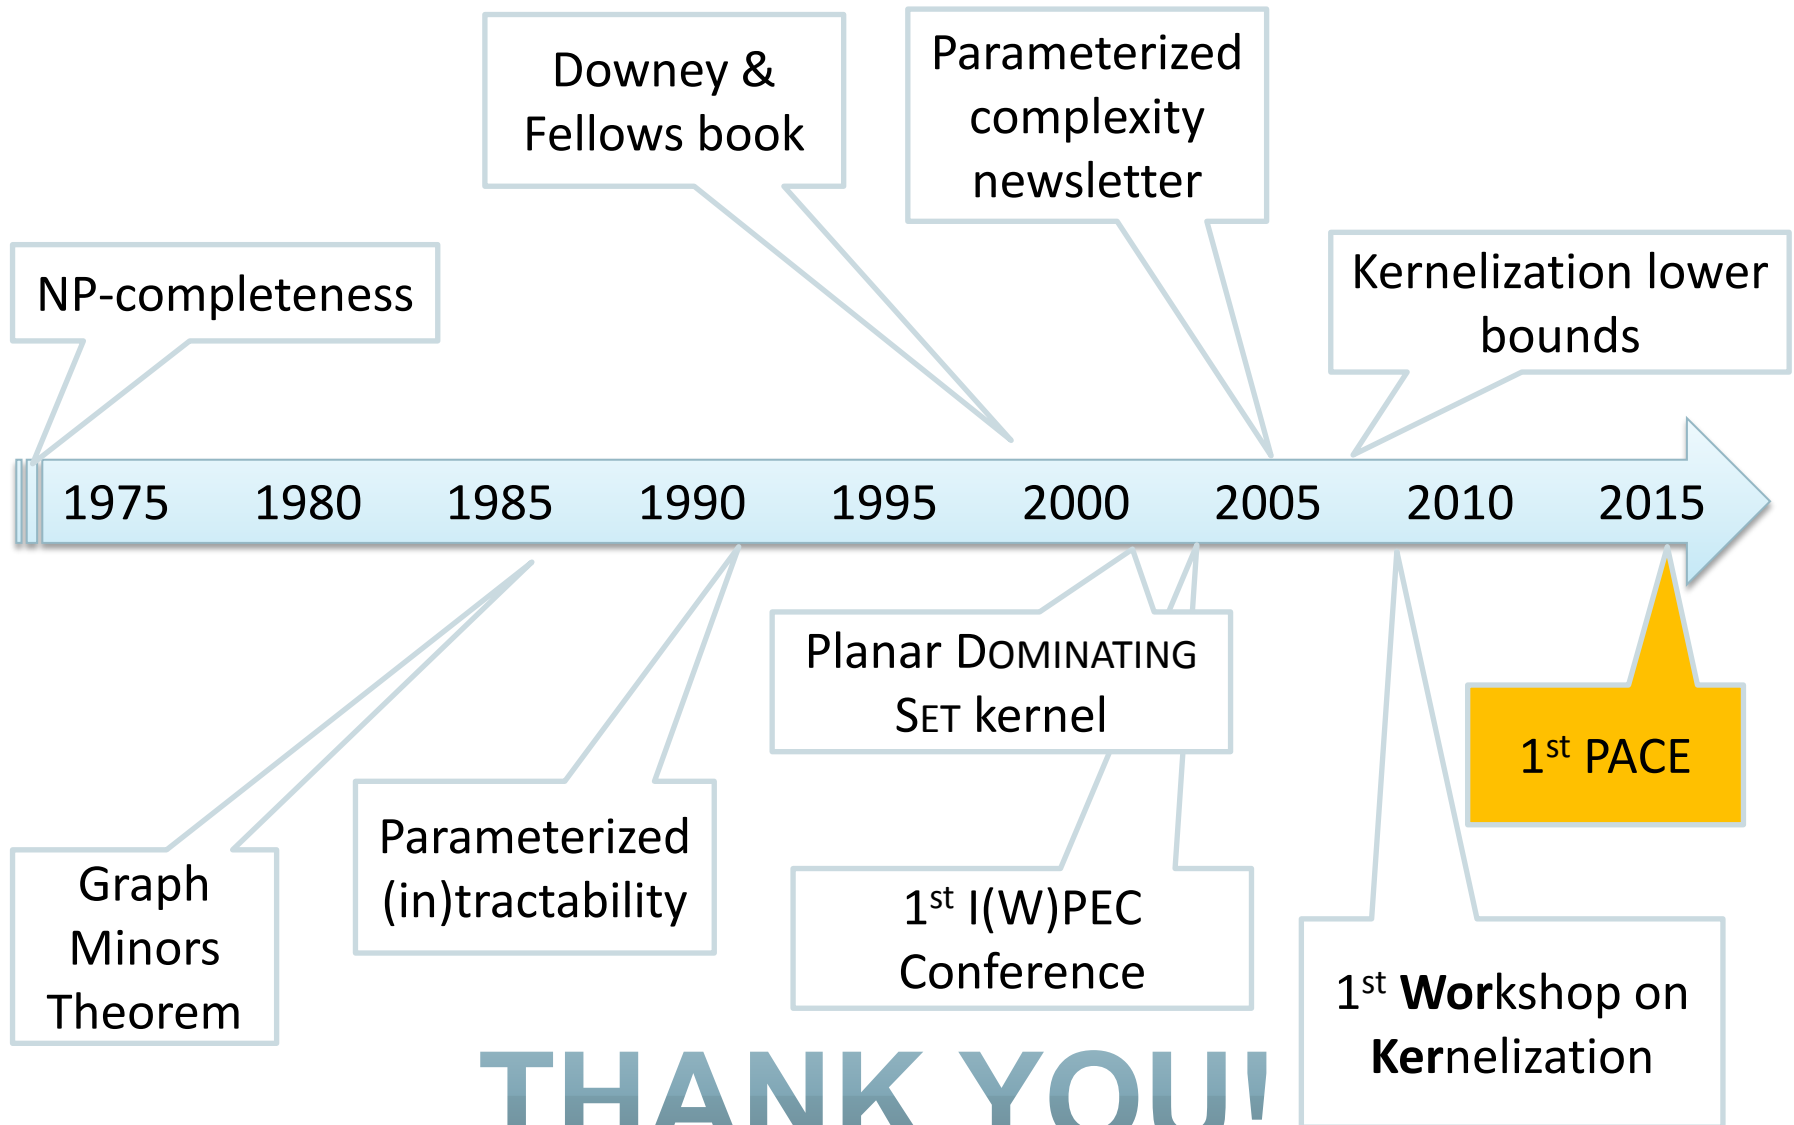 Downey &
Fellows book
Parameterized
complexity
newsletter
NP-completeness
Kernelization lower
bounds
1975 1980 1985 1990 1995 2000 2005 2010 2015
Planar DOMINATING
SET kernel
1st PACE
Parameterized
(in)tractability
Graph
Minors
Theorem
1st I(W)PEC
Conference
1st Workshop on
Kernelization
THANK YOU!